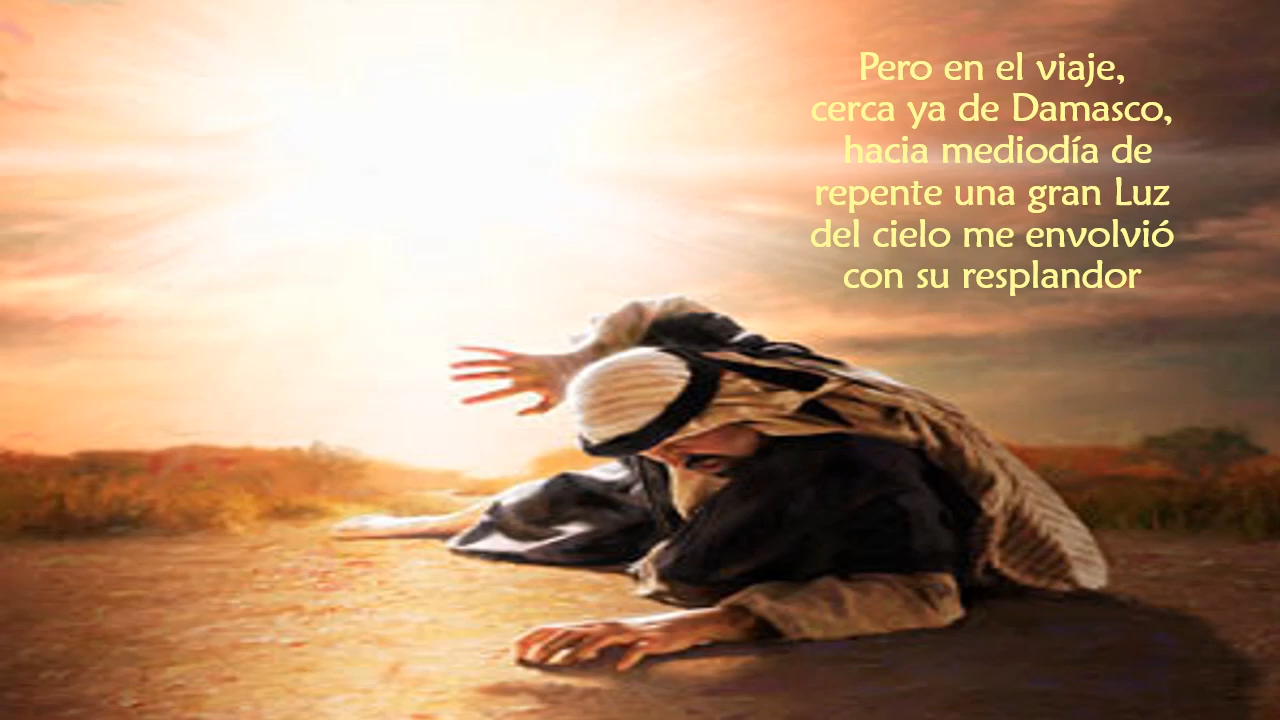 Pero en el viaje,
cerca ya de Damasco,
hacia mediodía de
repente una gran Luz
del cielo me envolvió
con su resplandor